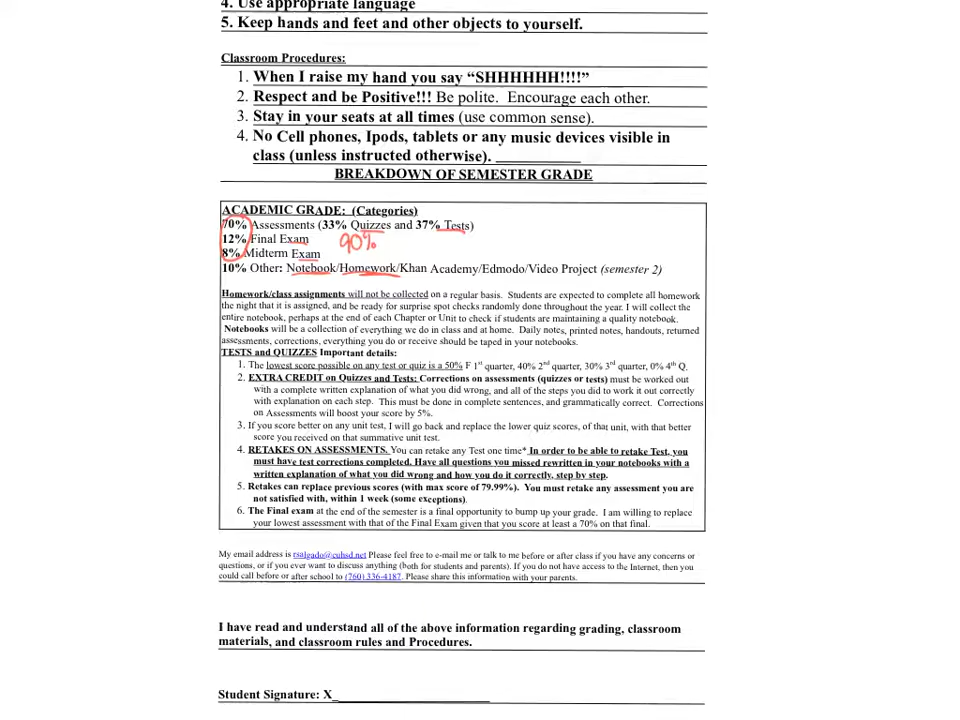 4. Use appropriate language
5. Keep hands and feet and other objects to yourself.
Classroom Procedures:
1. When I raise my hand you say “SHHHHHH!!!!”
2. Respect and be Positive!!! Be polite. Encourage each other.
3. Stay in your seats at all times (use common sense).
4. No Cell phones, Ipods, tablets or any music devices visible in
class (unless instructed otherwise). ___________
BREAKDOWN OF SEMESTER GRADE
ACADEMIC GRADE: (Categories)
70% Assessments (33% Quizzes and 37% Tests)
12% Final Exam 90%
8% Midterm Exam
10% Other: Notebook/Homework/Khan Academy/Edmodo/Video Project (semester 2)
Homework/class assignments will not be collected on a regular basis. Students are expected to complete all homework
the night that it is assigned, and be ready for surprise spot checks randomly done throughout the year. I will collect the
entire notebook, perhaps at the end of each Chapter or Unit to check if students are maintaining a quality notebook.
Notebooks will be a collection of everything we do in class and at home. Daily notes, printed notes, handouts, returned
assessments, corrections, everything you do or receive should be taped in your notebooks.
TESTS and QUIZZES Important details:
1. The lowest score possible on any test or quiz is a 50% F 1st quarter, 40% 2nd quarter, 30% 3rd quarter, 0% 4th Q.
2. EXTRA CREDIT on Quizzes and Tests: Corrections on assessments (quizzes or tests) must be worked out
with a complete written explanation of what you did wrong, and all of the steps you did to work it out correctly
with explanation on each step. This must be done in complete sentences, and grammatically correct. Corrections
on Assessments will boost your score by 5%.
3. If you score better on any unit test, I will go back and replace the lower quiz scores, of that unit, with that better
score you received on that summative unit test.
4. RETAKES ON ASSESSMENTS. You can retake any Test one time* In order to be able to retake Test, you
must have test corrections completed. Have all questions you missed rewritten in your notebooks with a
written explanation of what you did wrong and how you do it correctly, step by step.
5. Retakes can replace previous scores (with max score of 79.99%). You must retake any assessment you are
not satisfied with, within 1 week (some exceptions).
6. The Final exam at the end of the semester is a final opportunity to bump up your grade. I am willing to replace
your lowest assessment with that of the Final Exam given that you score at least a 70% on that final.
My email address is rsalgado@cuhsd.net Please feel free to e-mail me or talk to me before or after class if you have any concerns or
questions, or if you ever want to discuss anything (both for students and parents). If you do not have access to the Internet, then you
could call before or after school to (760) 336-4187. Please share this information with your parents.
I have read and understand all of the above information regarding grading, classroom
materials, and classroom rules and Procedures.
Student Signature: X_____________________